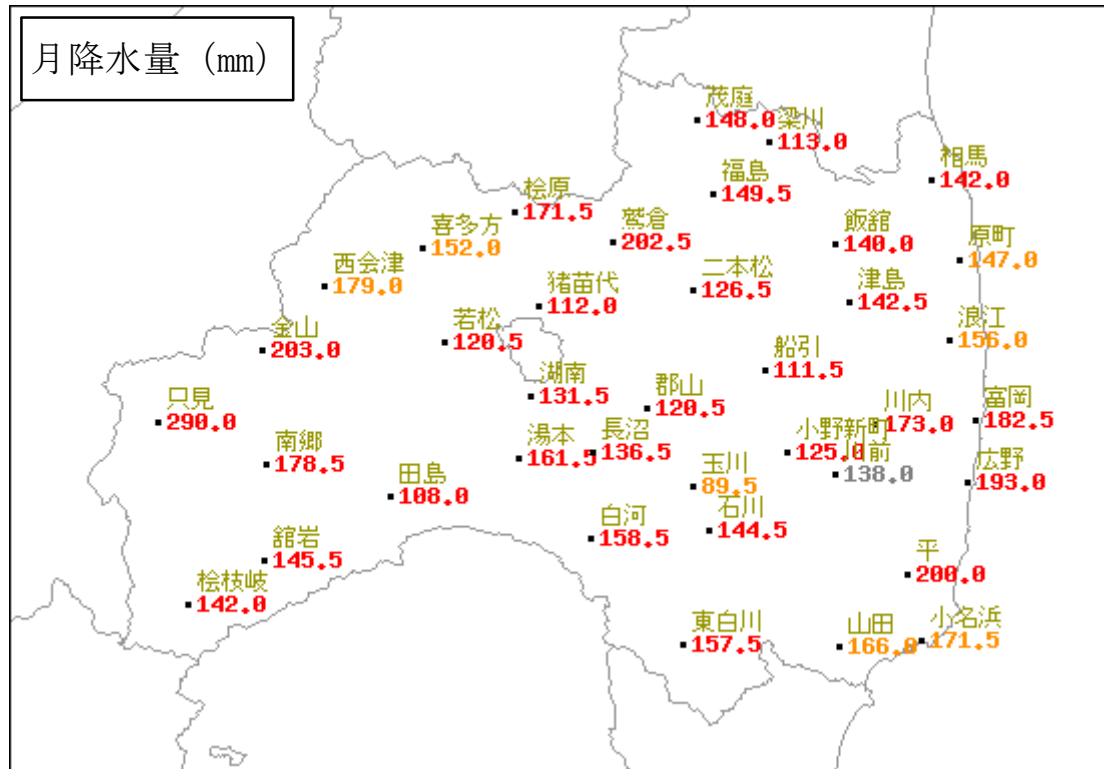 月降水量 (mm)
茂庭
148.0
梁川
113.0
相馬
142.0
福島
149.5
桧原
171.5
鷲倉
202.5
喜多方
152.0
飯舘
140.0
原町
147.0
西会津
179.0
二本松
126.5
猪苗代
112.0
津島
142.5
若松
120.5
浪江
156.0
金山
203.0
船引
111.5
湖南
131.5
郡山
120.5
只見
290.0
川内
173.0
富岡
182.5
南郷
178.5
湯本
161.5
長沼
136.5
小野新町
125.0
川前
138.0
広野
193.0
田島
108.0
玉川
89.5
石川
144.5
白河
158.5
舘岩
145.5
平
200.0
桧枝岐
142.0
東白川
157.5
山田
166.0
小名浜
171.5